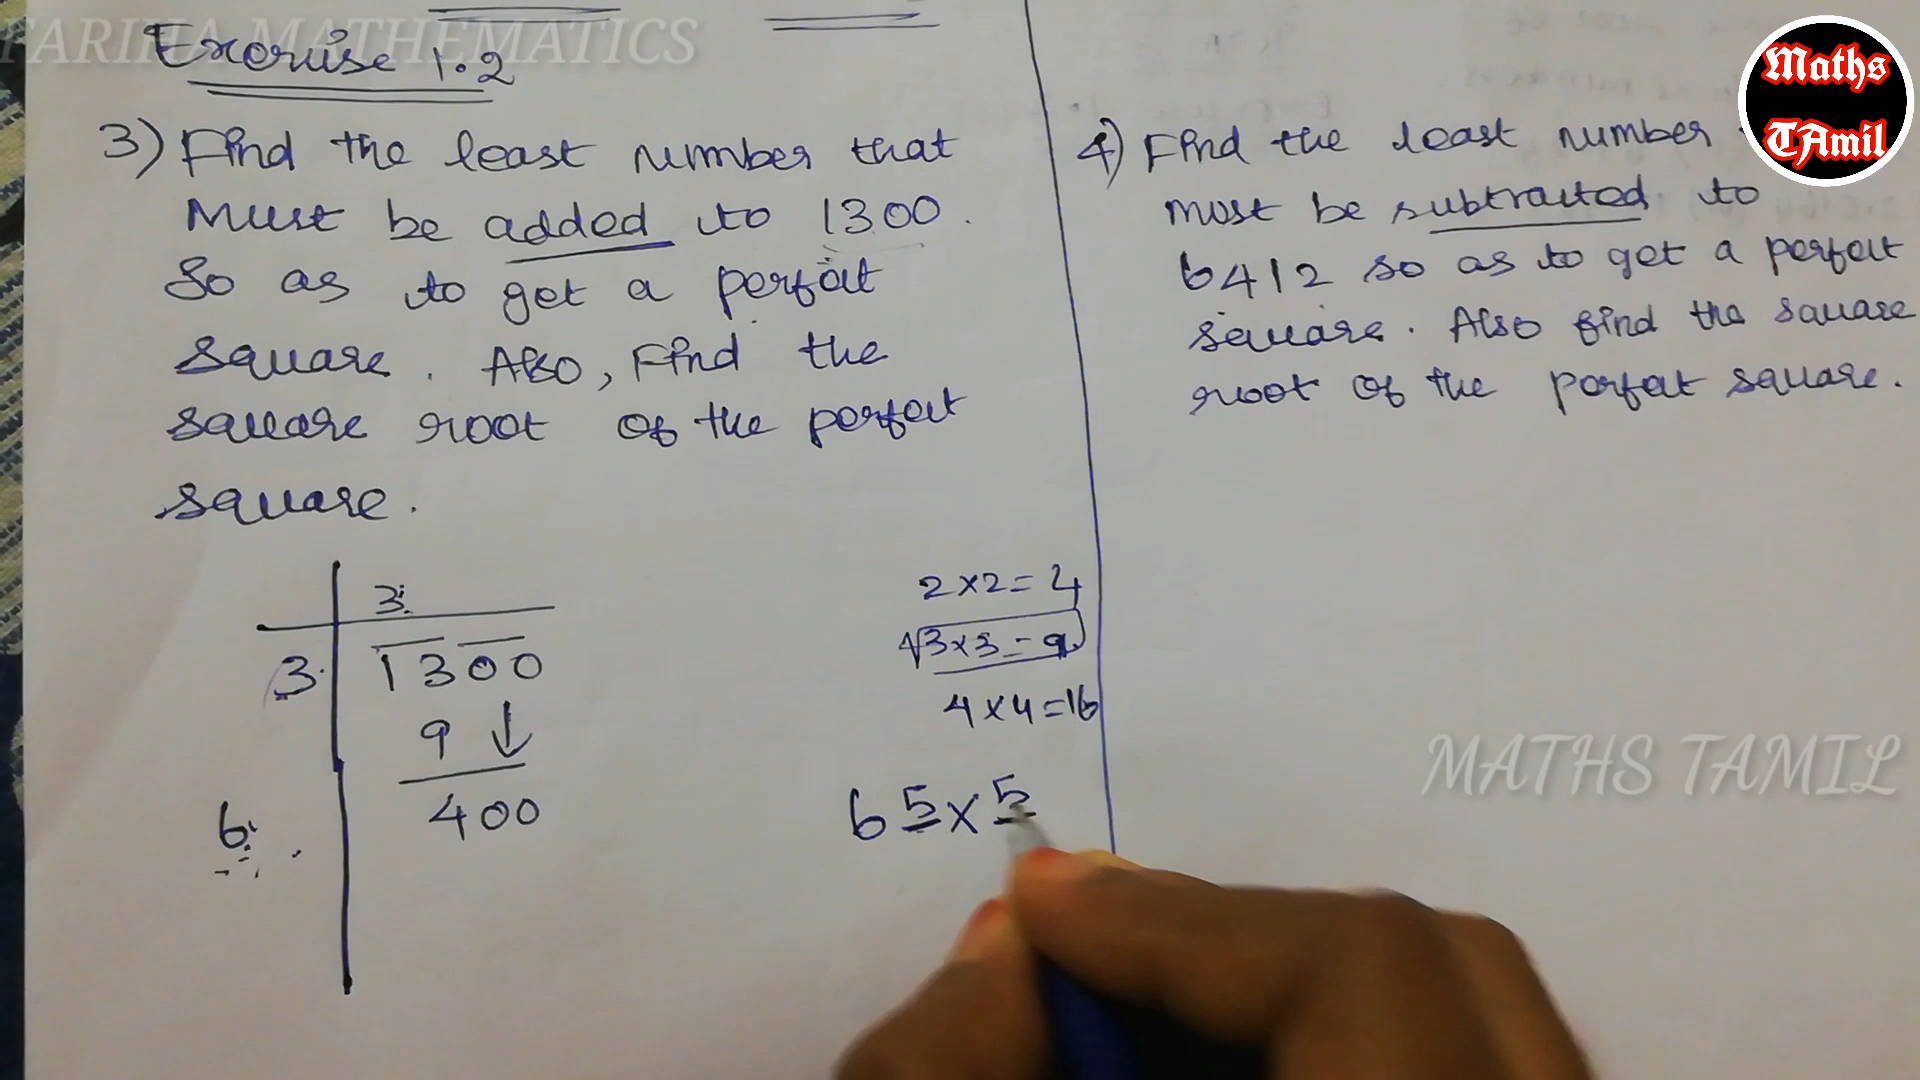 FARIHA MATHEMATICS
Exercise 1.2
3) Find the least number that
Must be added to 1300.
So as to get a perfect
square. Also, Find the
square root of the perfect
square.
3
3 1300
9 ↓
6 400
2×2=4
3×3=9
4×4=16
65×5
4) Find the least number
must be subtracted to
6412 so as to get a perfect
square. Also find the square
root of the perfect square.
Maths
TAmil
MATHS TAMIL